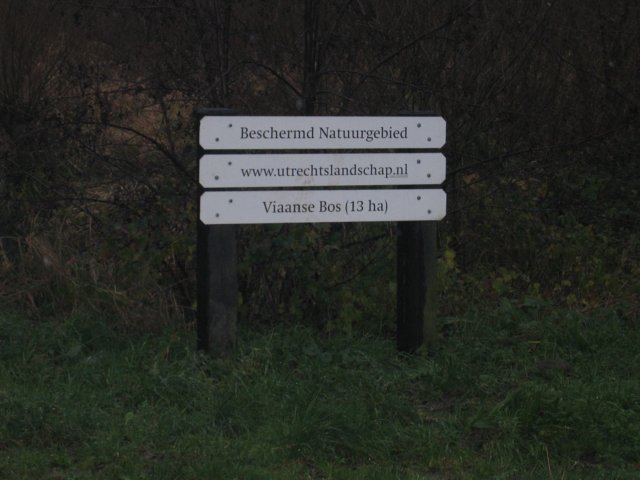 Beschermd Natuurgebied
www.utrechtslandschap.nl
Viaanse Bos (13 ha)